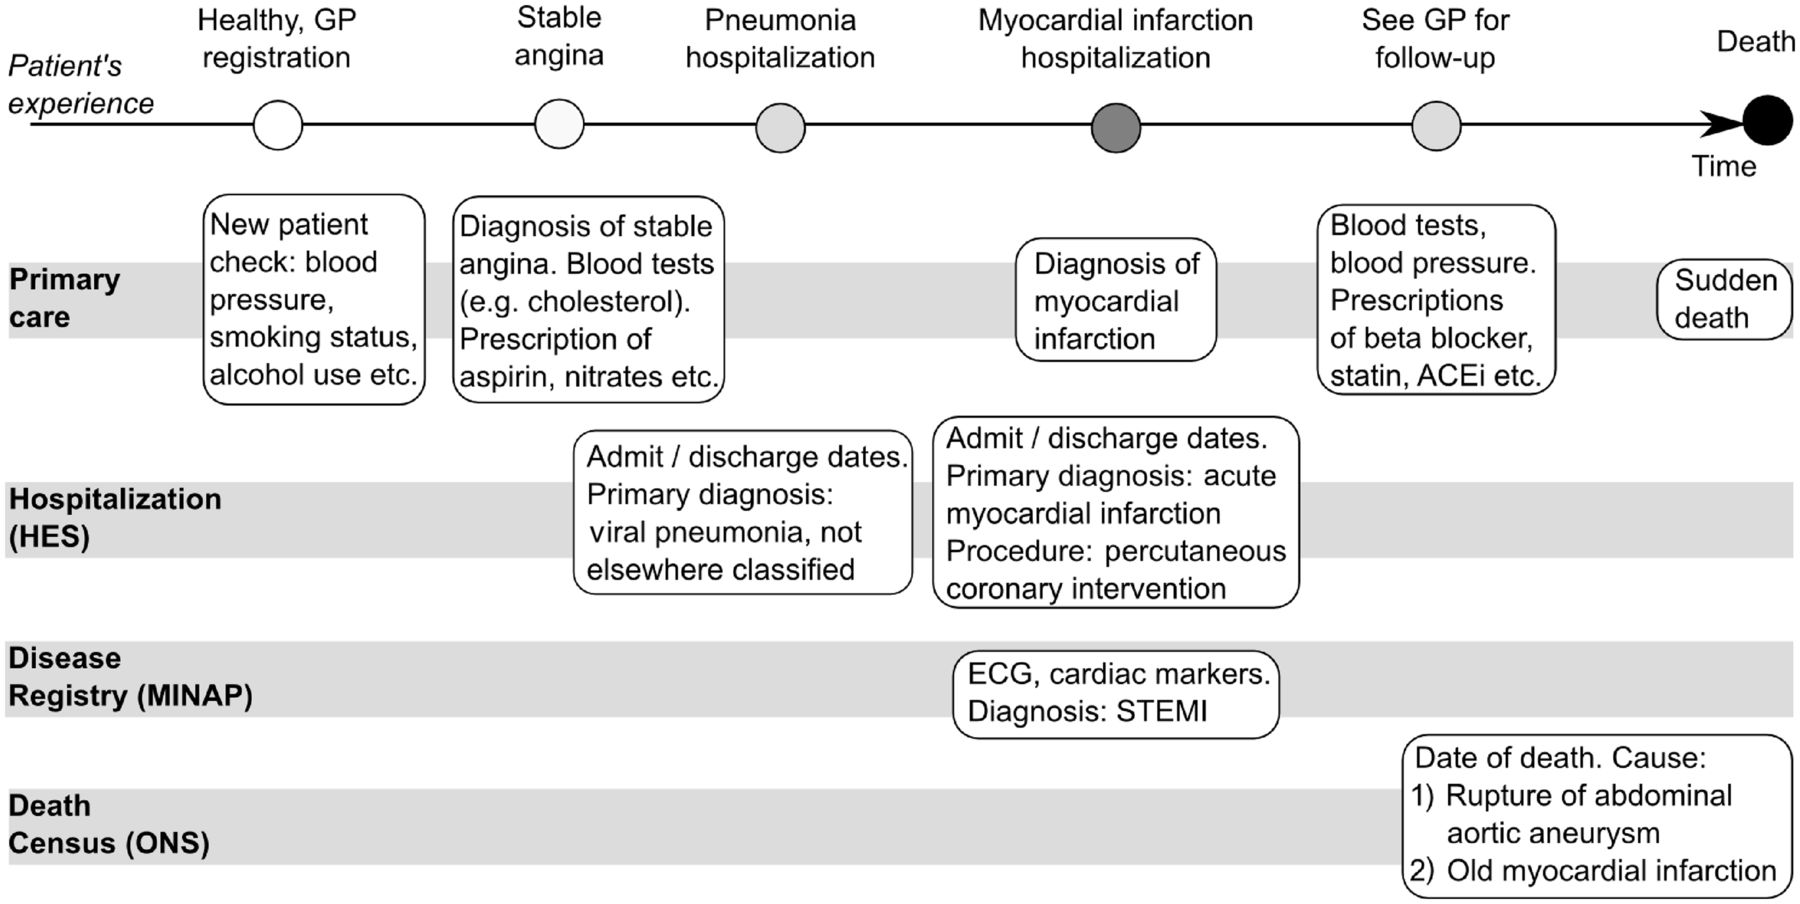 Healthy, GP
registration
Stable
angina
Pneumonia
hospitalization
Myocardial infarction
hospitalization
See GP for
follow-up
Death
Patient's
experience
Time
Primary
care
New patient
check: blood
pressure,
smoking status,
alcohol use etc.
Diagnosis of stable
angina. Blood tests
(e.g. cholesterol).
Prescription of
aspirin, nitrates etc.
Diagnosis of
myocardial
infarction
Blood tests,
blood pressure.
Prescriptions
of beta blocker,
statin, ACEi etc.
Sudden
death
Hospitalization
(HES)
Admit / discharge dates.
Primary diagnosis:
viral pneumonia, not
elsewhere classified
Admit / discharge dates.
Primary diagnosis: acute
myocardial infarction
Procedure: percutaneous
coronary intervention
Disease
Registry (MINAP)
ECG, cardiac markers.
Diagnosis: STEMI
Death
Census (ONS)
Date of death. Cause:
1) Rupture of abdominal
aortic aneurysm
2) Old myocardial infarction